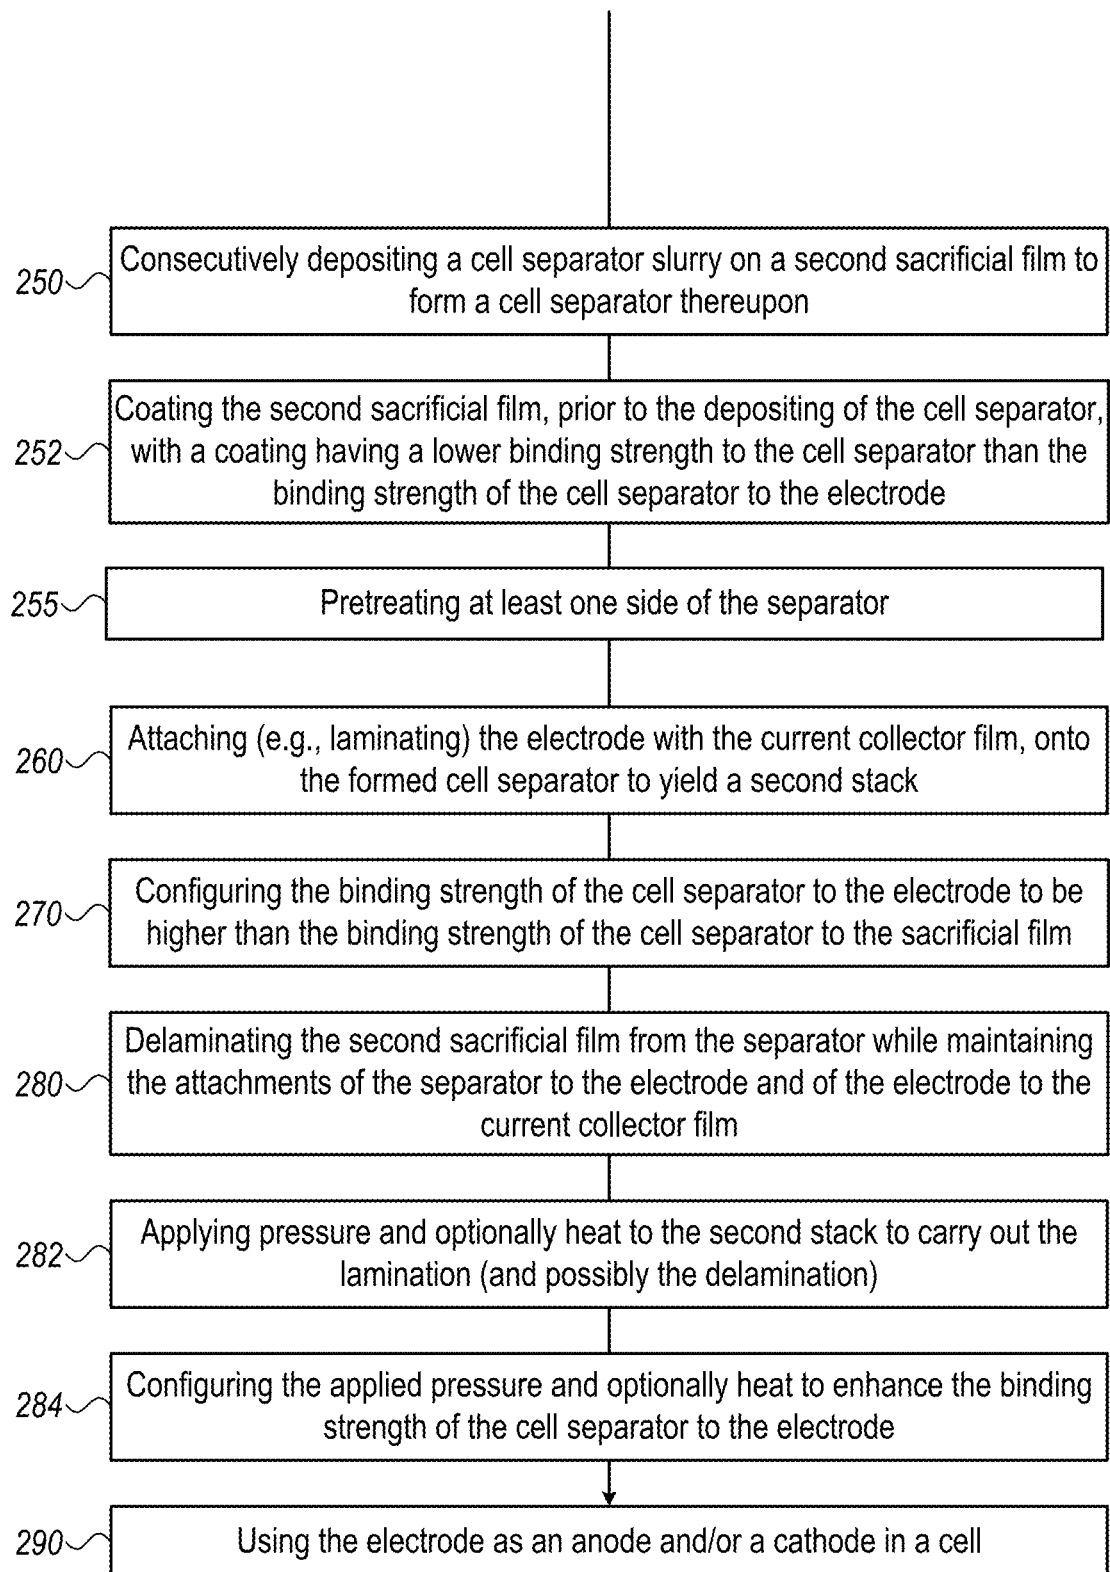 250
Consecutively depositing a cell separator slurry on a second sacrificial film to
form a cell separator thereupon
252
Coating the second sacrificial film, prior to the depositing of the cell separator,
with a coating having a lower binding strength to the cell separator than the
binding strength of the cell separator to the electrode
255
Pretreating at least one side of the separator
260
Attaching (e.g., laminating) the electrode with the current collector film, onto
the formed cell separator to yield a second stack
270
Configuring the binding strength of the cell separator to the electrode to be
higher than the binding strength of the cell separator to the sacrificial film
280
Delaminating the second sacrificial film from the separator while maintaining
the attachments of the separator to the electrode and of the electrode to the
current collector film
282
Applying pressure and optionally heat to the second stack to carry out the
lamination (and possibly the delamination)
284
Configuring the applied pressure and optionally heat to enhance the binding
strength of the cell separator to the electrode
290
Using the electrode as an anode and/or a cathode in a cell